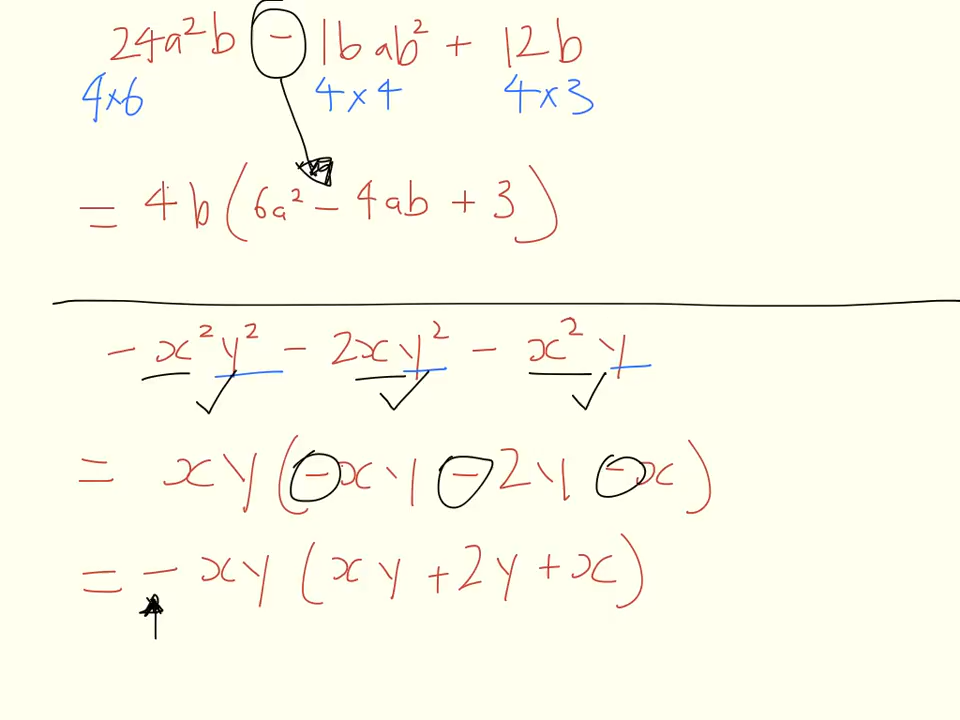 24a²b − 16ab² + 12b
4×6 4×4 4×3
= 4b(6a² − 4ab + 3)
− x²y² − 2xy² − x²y
= xy(−xy − 2y − x)
= − xy (xy + 2y + x)